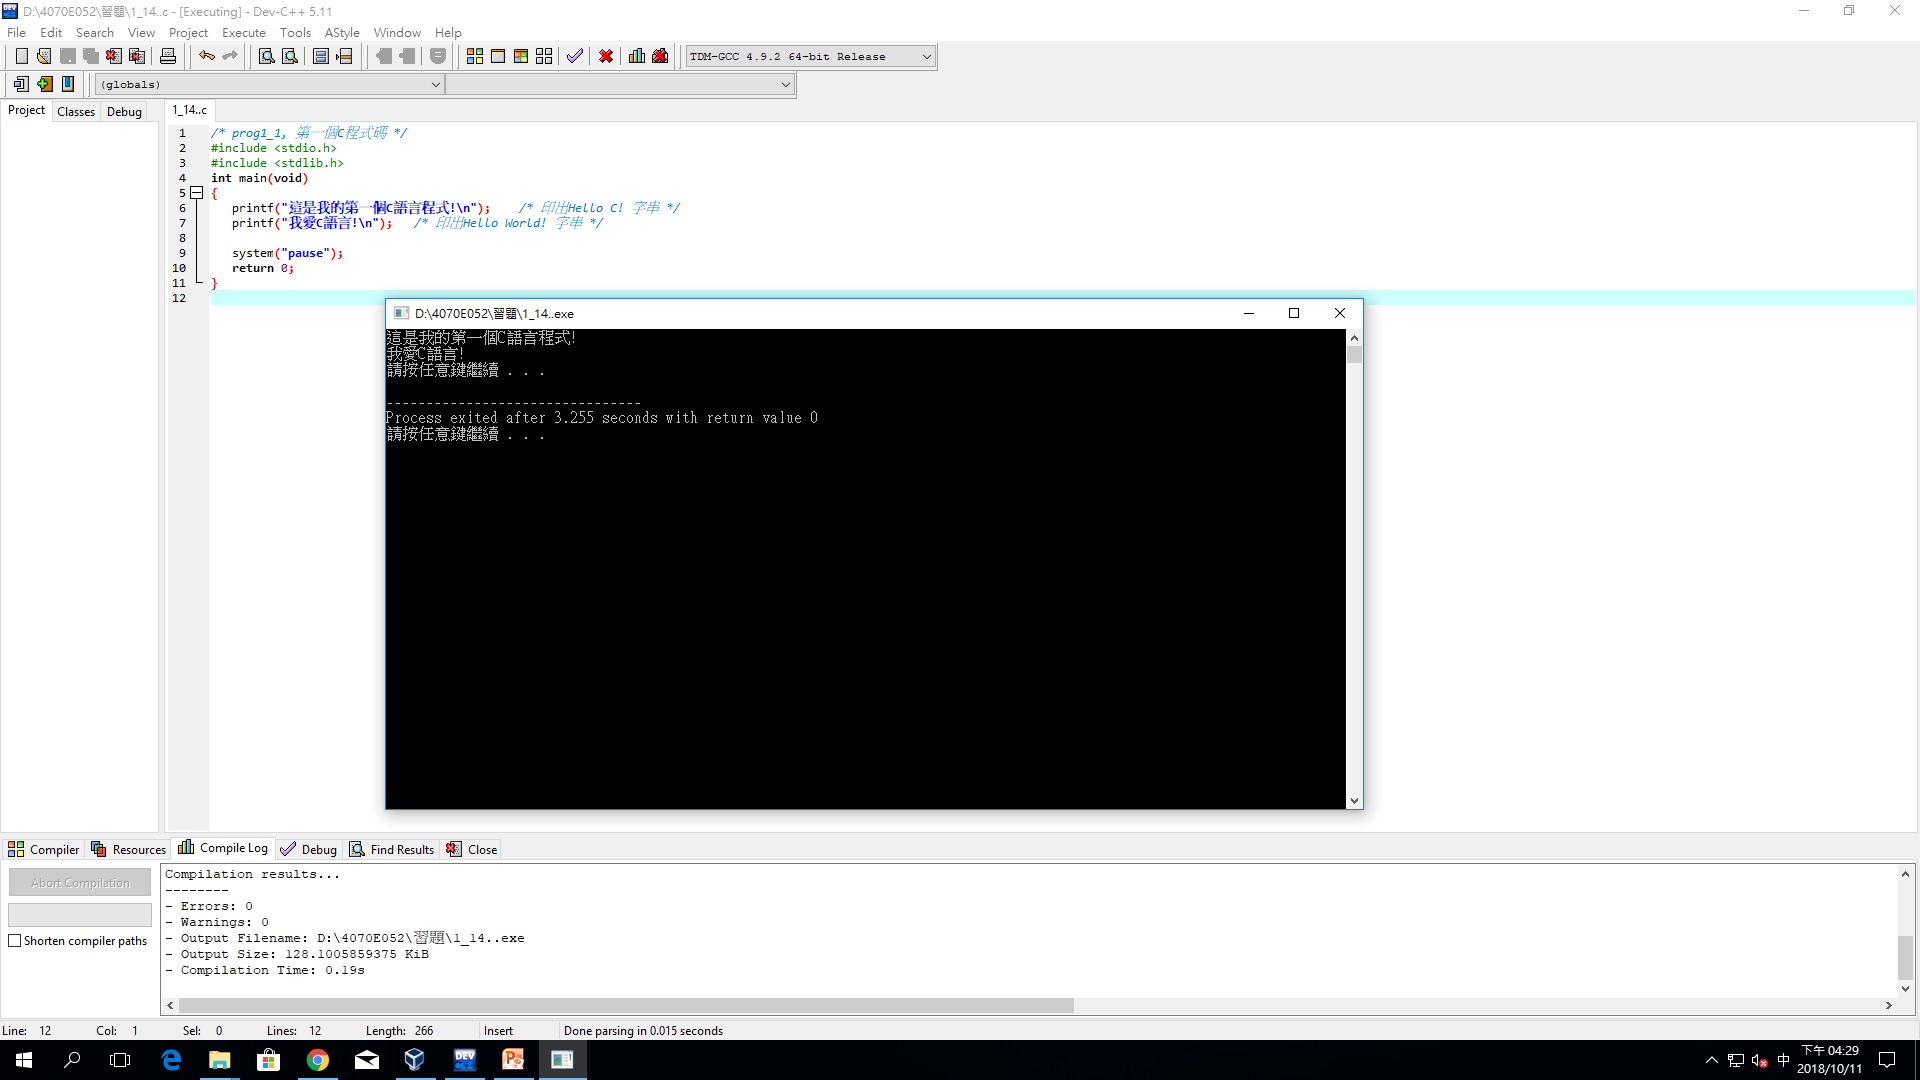 D:\4070E052\習題\1_14..c - [Executing] - Dev-C++ 5.11
File Edit Search View Project Execute Tools AStyle Window Help
TDM-GCC 4.9.2 64-bit Release
(globals)
Project Classes Debug
1_14..c
1 /* prog1_1, 第一個C程式碼 */
2 #include <stdio.h>
3 #include <stdlib.h>
4 int main(void)
5 {
6 printf("這是我的第一個C語言程式!\n"); /* 印出Hello C! 字串 */
7 printf("我愛C語言!\n"); /* 印出Hello World! 字串 */
8
9 system("pause");
10 return 0;
11 }
12
D:\4070E052\習題\1_14..exe
這是我的第一個C語言程式!
我愛C語言!
請按任意鍵繼續 . . .
--------------------------------
Process exited after 3.255 seconds with return value 0
請按任意鍵繼續 . . .
Compiler Resources Compile Log Debug Find Results Close
Abort Compilation
Shorten compiler paths
Compilation results...
--------
- Errors: 0
- Warnings: 0
- Output Filename: D:\4070E052\習題\1_14..exe
- Output Size: 128.1005859375 KiB
- Compilation Time: 0.19s
Line: 12 Col: 1 Sel: 0 Lines: 12 Length: 266 Insert Done parsing in 0.015 seconds
DEV C++
中
下午 04:29
2018/10/11